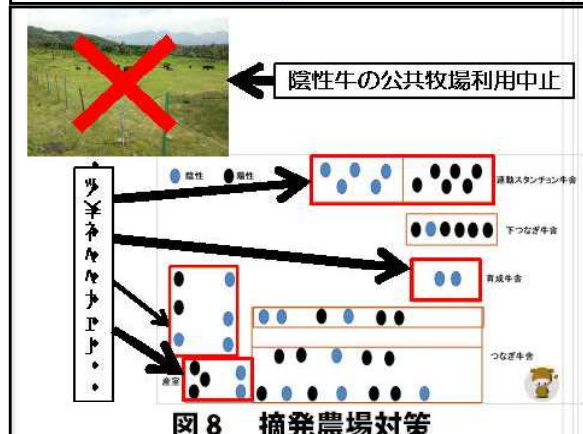 陰性牛の公共牧場利用中止
陰性 陽性
連動スタンチョン牛舎
下つなぎ牛舎
育成牛舎
つなぎ牛舎
産室
図8 摘発農場対策